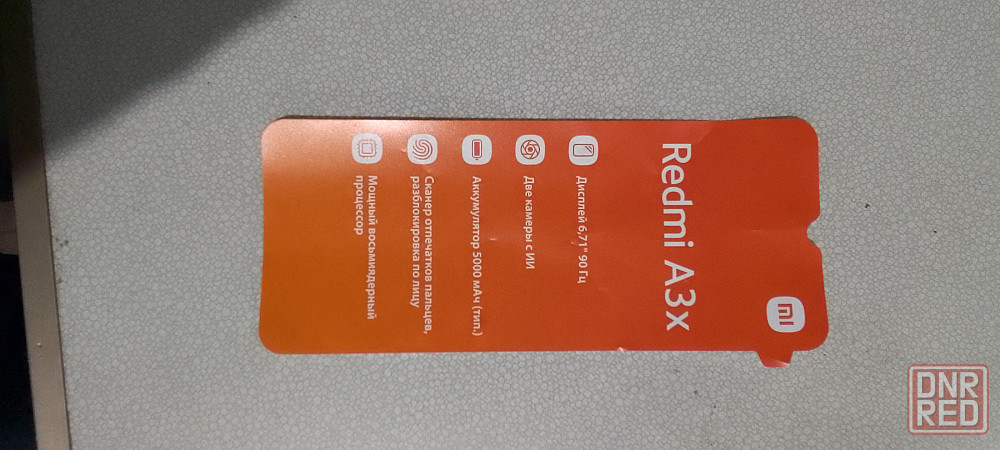 mi
Redmi A3x
Дисплей 6,71" 90 Гц
Две камеры с ИИ
Аккумулятор 5000 мАч (тип.)
Сканер отпечатков пальцев,
разблокировка по лицу
Мощный восьмиядерный
процессор
DNR
RED